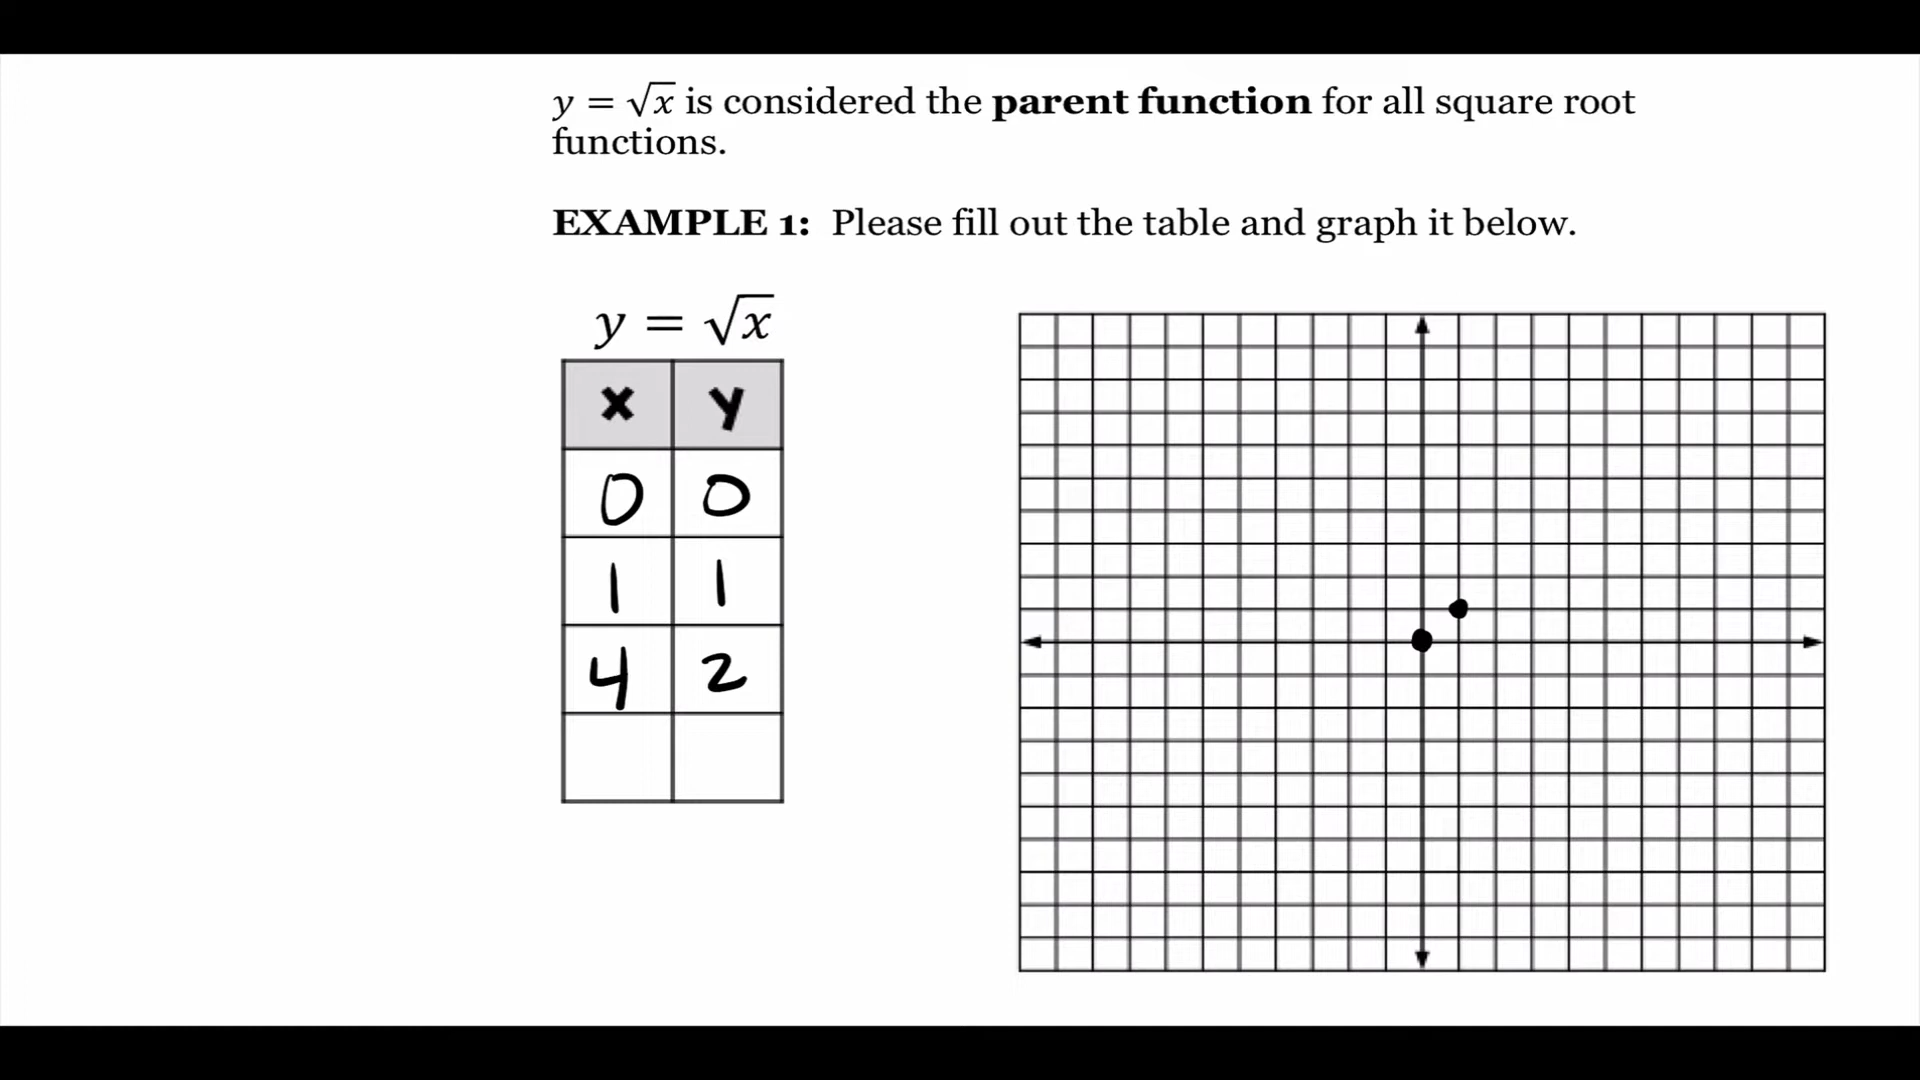 y = √x is considered the parent function for all square root
functions.
EXAMPLE 1: Please fill out the table and graph it below.
y = √x
x y
0 0
1 1
4 2